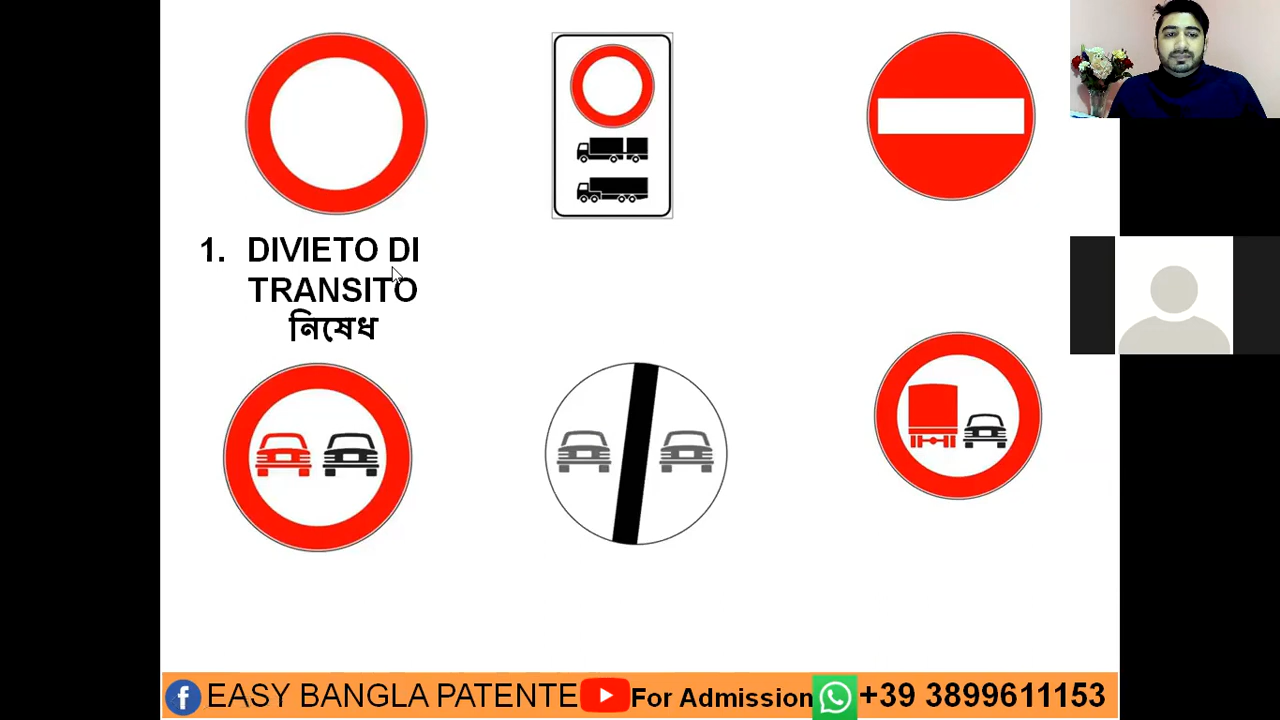 1. DIVIETO DI
TRANSITO
নিষেধ
EASY BANGLA PATENTE For Admission +39 3899611153